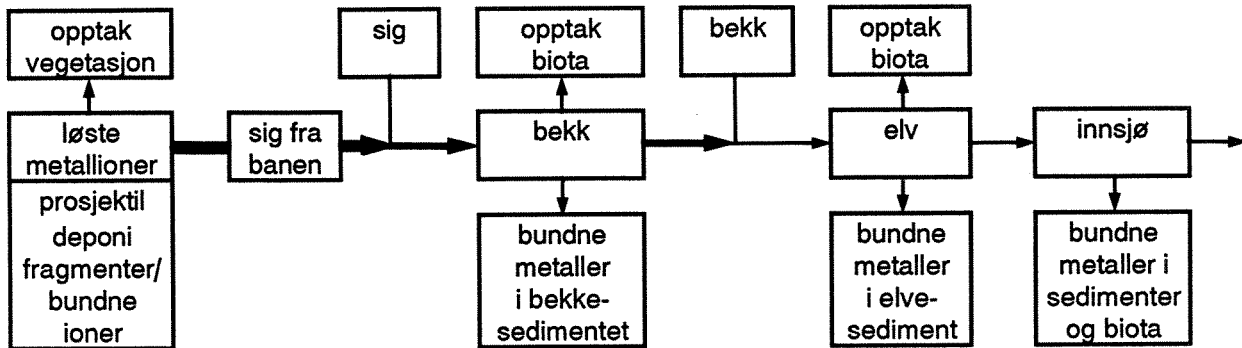 opptak
vegetasjon
løste
metallioner
prosjektil
deponi
fragmenter/
bundne
ioner
sig fra
banen
sig
opptak
biota
bekk
bundne
metaller
i bekke-
sedimentet
bekk
opptak
biota
elv
bundne
metaller
i elve-
sediment
innsjø
bundne
metaller i
sedimenter
og biota